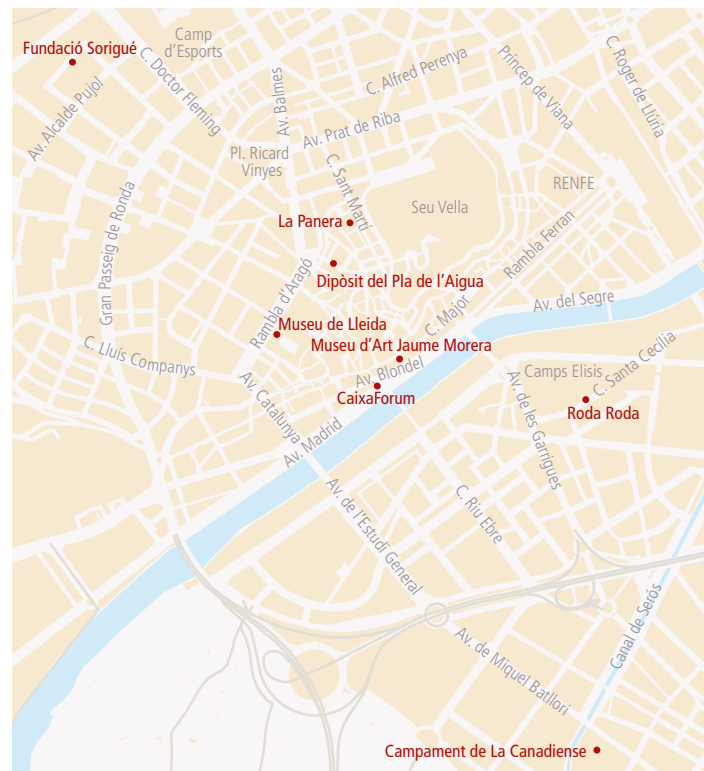 Camp
d’Esports
Fundació Sorigué
C. Doctor Fleming
Av. Alcalde Pujol
Av. Balmes
C. Alfred Perenya
Príncep de Viana
C. Roger de Llúria
Av. Prat de Riba
Pl. Ricard
Vinyes
C. Sant Martí
RENFE
Seu Vella
La Panera
Gran Passeig de Ronda
Rambla Ferran
Dipòsit del Pla de l’Aigua
Rambla d’Aragó
Av. del Segre
C. Major
Museu de Lleida
Museu d’Art Jaume Morera
C. Lluís Companys
Av. Blondel
Camps Elisis
C. Santa Cecília
CaixaForum
Av. Catalunya
Av. de les Garrigues
Roda Roda
Av. Madrid
Av. de l’Estudi General
C. Riu Ebre
Canal de Seròs
Av. de Miquel Batllori
Campament de La Canadiense